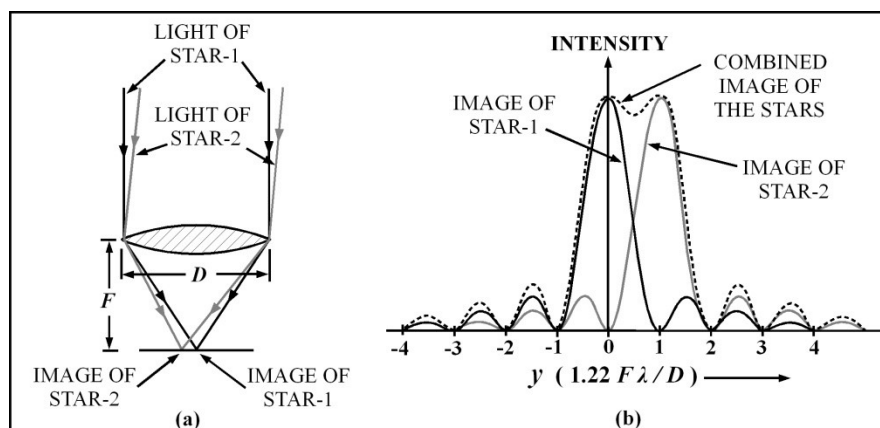 LIGHT OF
STAR-1
LIGHT OF
STAR-2
D
F
IMAGE OF
STAR-2
IMAGE OF
STAR-1
(a)
INTENSITY
COMBINED
IMAGE OF
THE STARS
IMAGE OF
STAR-1
IMAGE OF
STAR-2
-4 -3 -2 -1 0 1 2 3 4
y ( 1.22 F λ / D )
(b)